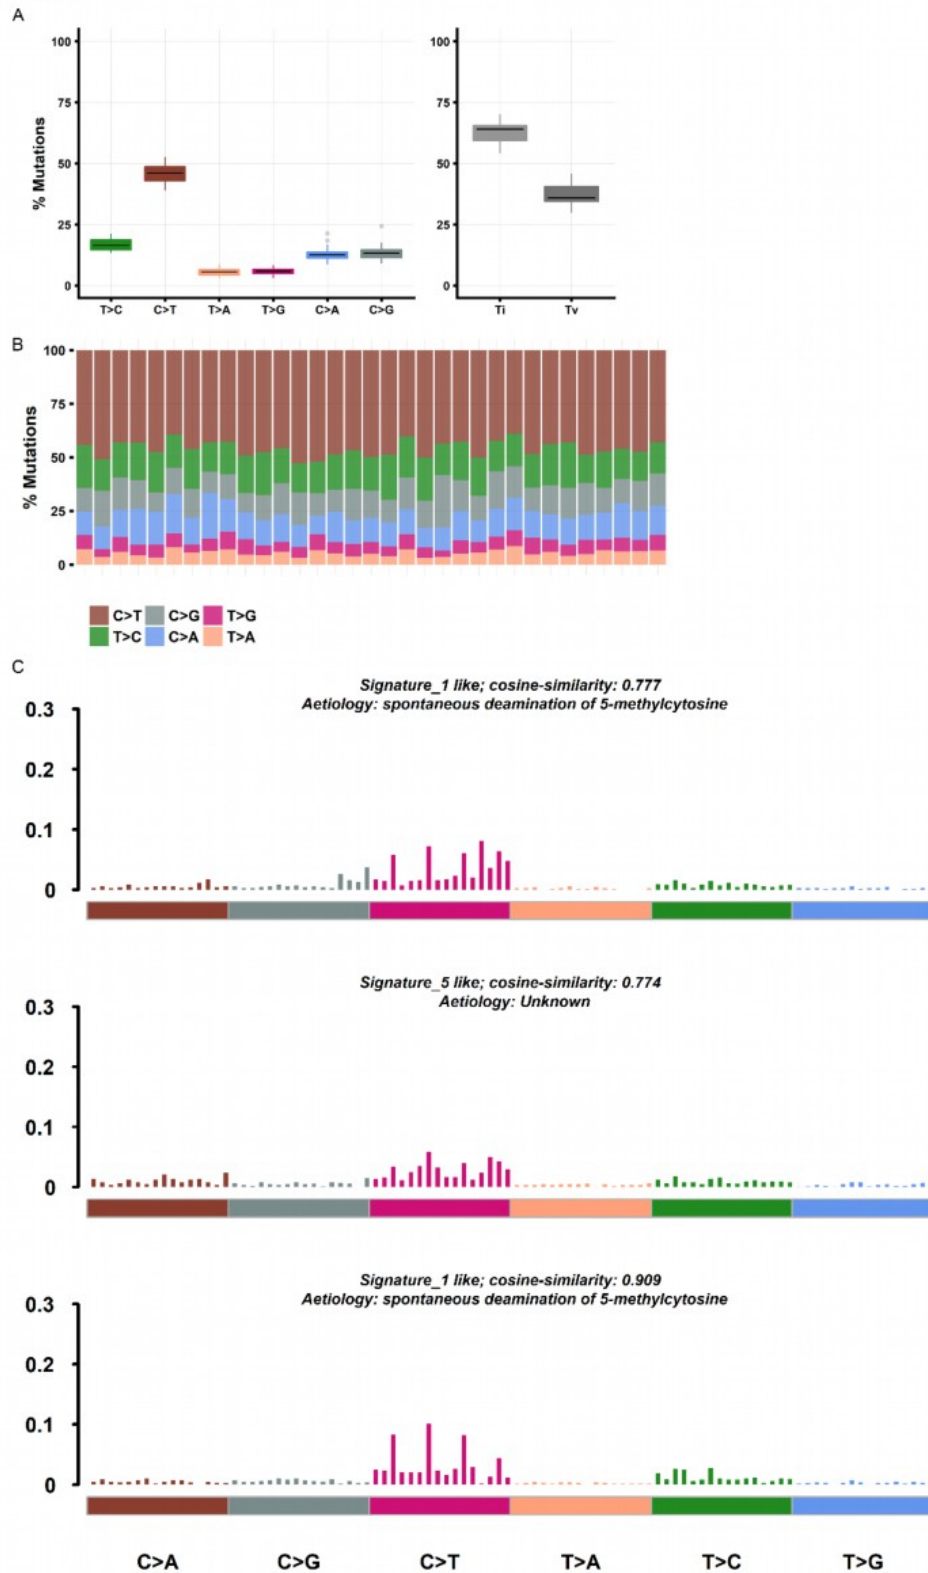 A
100
75
50
25
0
% Mutations
T>C C>T T>A T>G C>A C>G
100
75
50
25
0
Ti Tv
B
100
75
50
25
0
% Mutations
C>T C>G T>G
T>C C>A T>A
C
Signature_1 like; cosine-similarity: 0.777
Aetiology: spontaneous deamination of 5-methylcytosine
0.3
0.2
0.1
0
Signature_5 like; cosine-similarity: 0.774
Aetiology: Unknown
0.3
0.2
0.1
0
Signature_1 like; cosine-similarity: 0.909
Aetiology: spontaneous deamination of 5-methylcytosine
0.3
0.2
0.1
0
C>A C>G C>T T>A T>C T>G